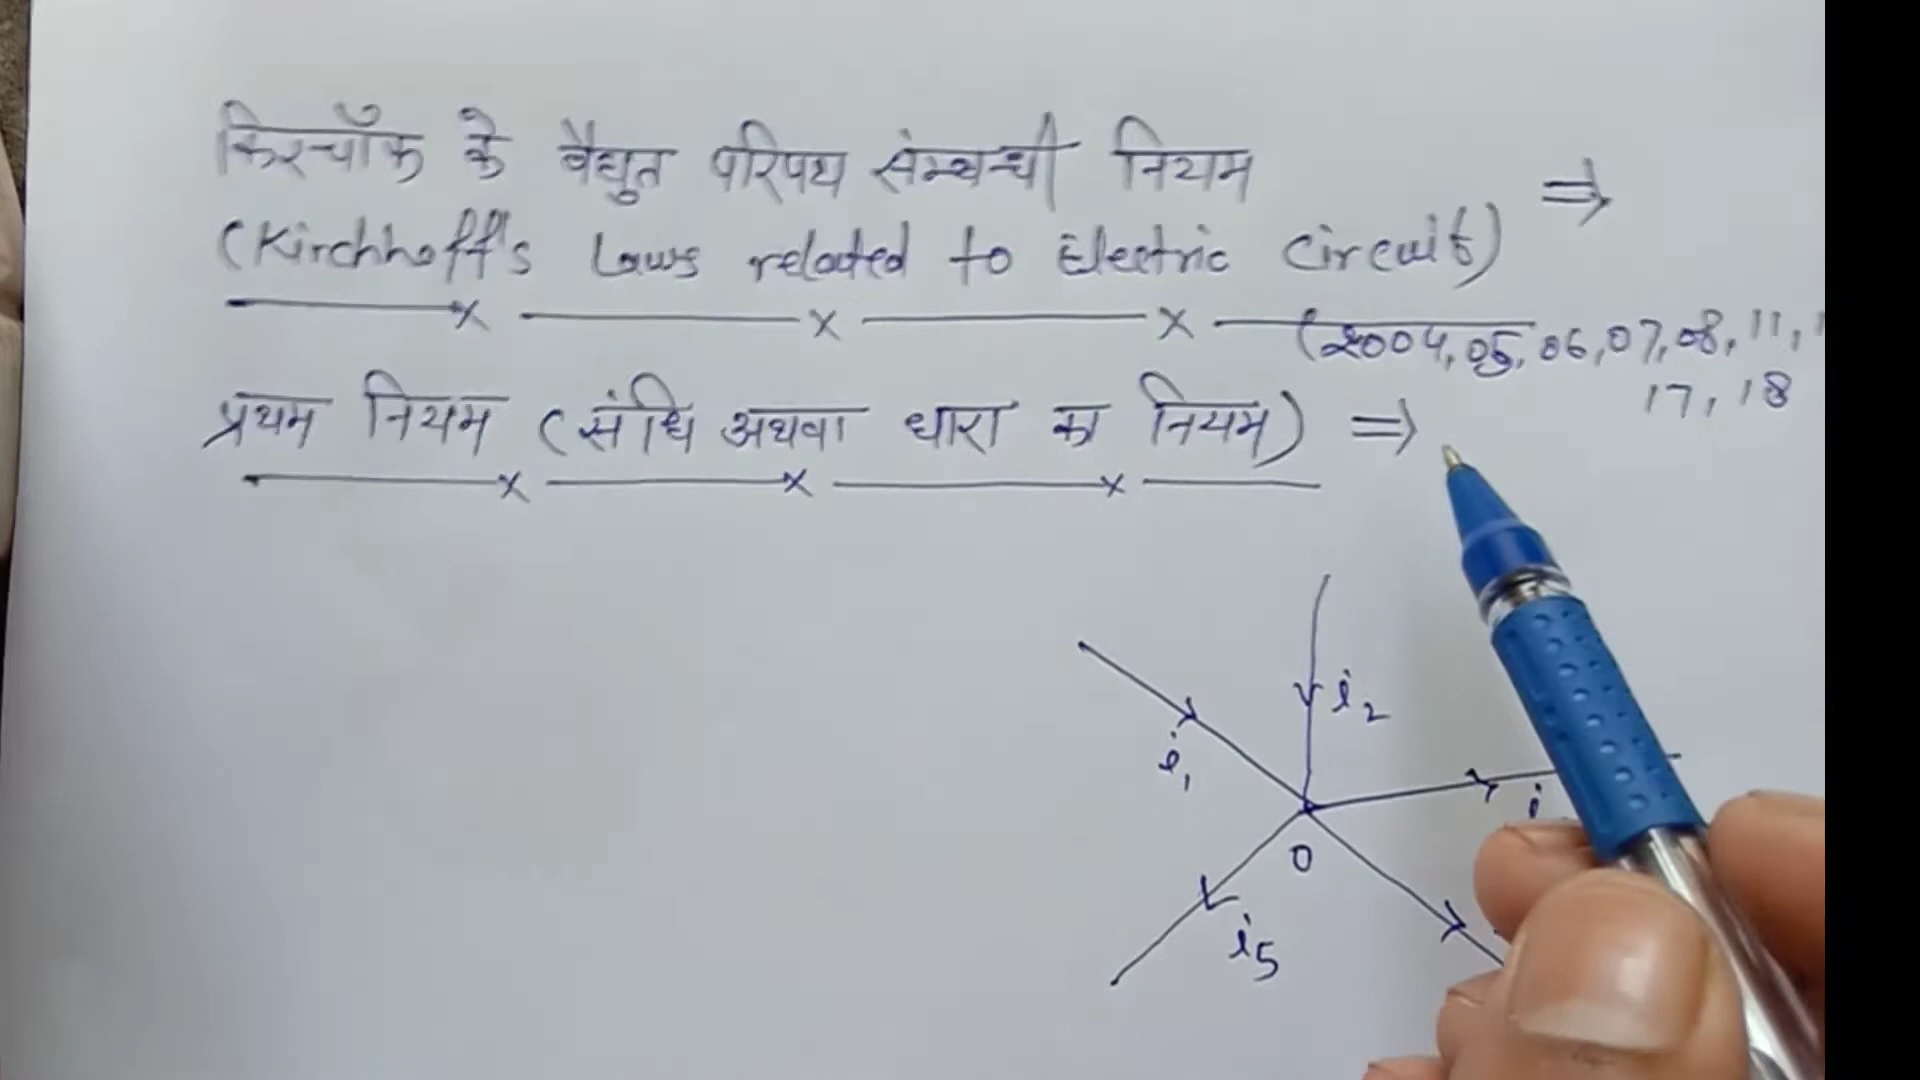 किरचॉफ के वैद्युत परिपथ संम्बन्धी नियम ⇒
(Kirchhoff's Laws related to Electric Circuit)
(2004, 05, 06, 07, 08, 11,
17, 18
प्रथम नियम (संधि अथवा धारा का नियम) ⇒
i₂
i₁
i
O
i₅